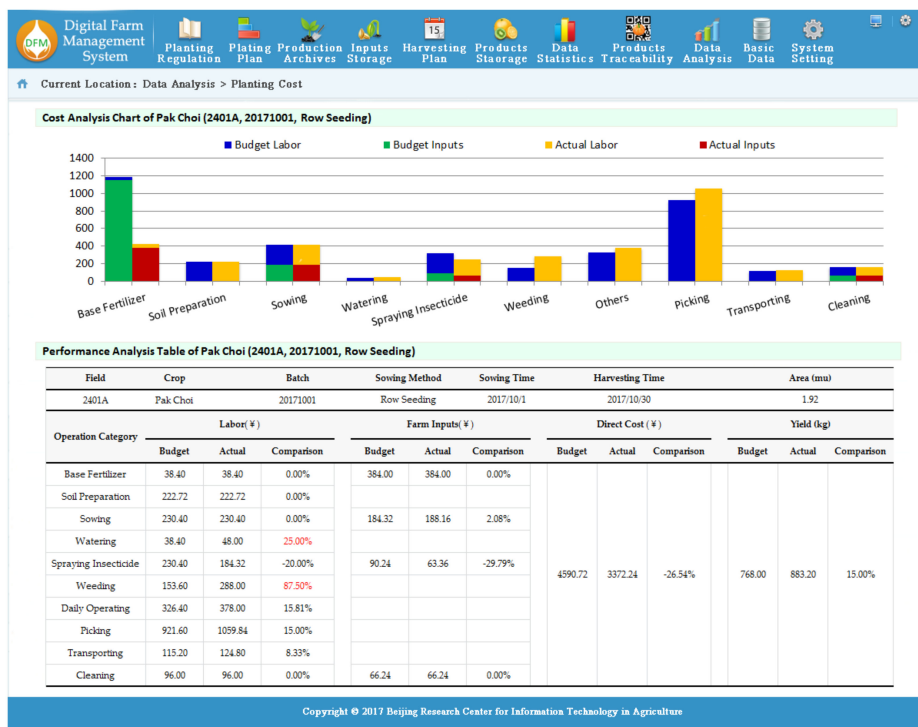 DFM
Digital Farm
Management
System
Planting
Regulation
Plating
Plan
Production
Archives
Inputs
Storage
15
Harvesting
Plan
Products
Staorage
Data
Statistics
Products
Traceability
Data
Analysis
Basic
Data
System
Setting
Current Location: Data Analysis > Planting Cost
Cost Analysis Chart of Pak Choi (2401A, 20171001, Row Seeding)
Budget Labor Budget Inputs Actual Labor Actual Inputs
1400
1200
1000
800
600
400
200
0
Base Fertilizer Soil Preparation Sowing Watering Spraying Insecticide Weeding Others Picking Transporting Cleaning
Performance Analysis Table of Pak Choi (2401A, 20171001, Row Seeding)
Field Crop Batch Sowing Method Sowing Time Harvesting Time Area (mu)
2401A Pak Choi 20171001 Row Seeding 2017/10/1 2017/10/30 1.92
Operation Category Labor(¥) Farm Inputs(¥) Direct Cost (¥) Yield (kg)
Budget Actual Comparison Budget Actual Comparison Budget Actual Comparison Budget Actual Comparison
Base Fertilizer 38.40 38.40 0.00% 384.00 384.00 0.00%
Soil Preparation 222.72 222.72 0.00%
Sowing 230.40 230.40 0.00% 184.32 188.16 2.08%
Watering 38.40 48.00 25.00%
Spraying Insecticide 230.40 184.32 -20.00% 90.24 63.36 -29.79%
4590.72 3372.24 -26.54% 768.00 883.20 15.00%
Weeding 153.60 288.00 87.50%
Daily Operating 326.40 378.00 15.81%
Picking 921.60 1059.84 15.00%
Transporting 115.20 124.80 8.33%
Cleaning 96.00 96.00 0.00% 66.24 66.24 0.00%
Copyright © 2017 Beijing Research Center for Information Technology in Agriculture